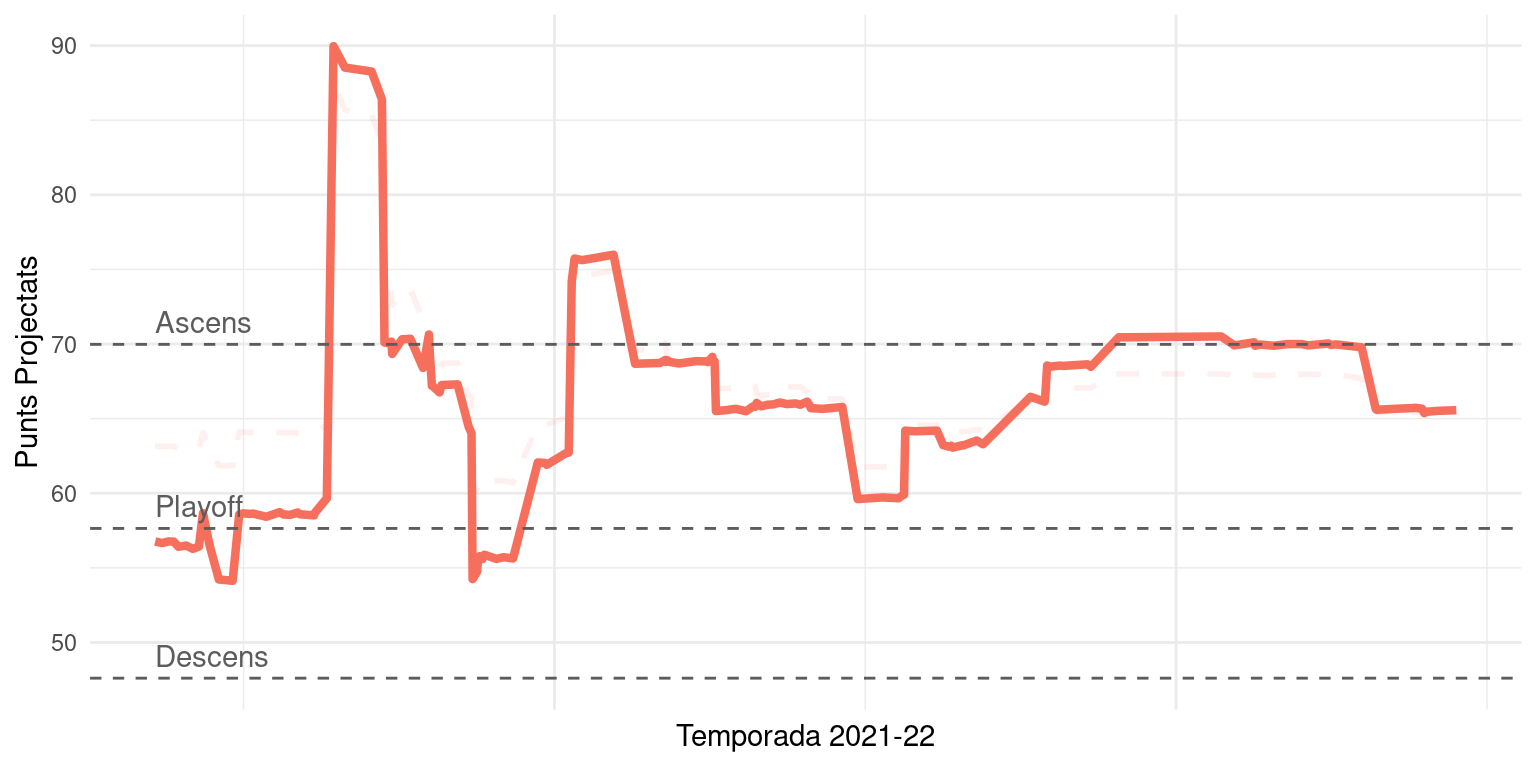 90
80
Ascens
70
60
Playoff
50
Descens
Punts Projectats
Temporada 2021-22